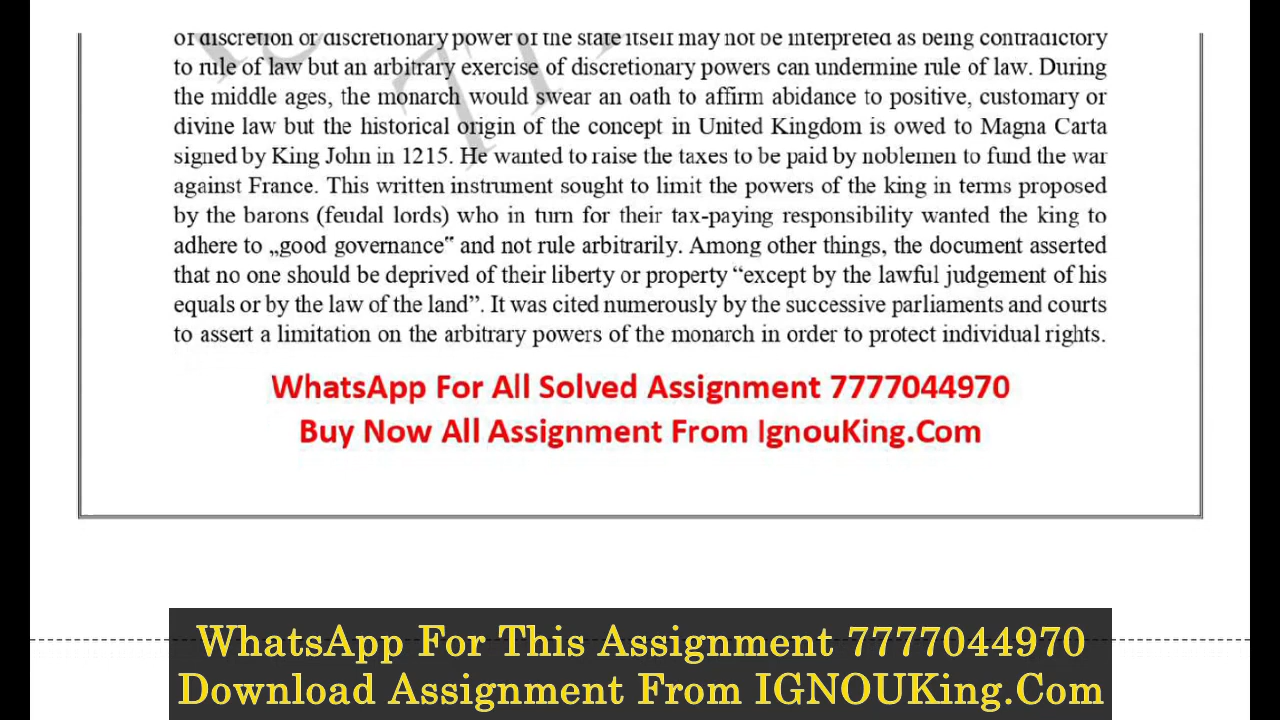 of discretion or discretionary power of the state itself may not be interpreted as being contradictory
to rule of law but an arbitrary exercise of discretionary powers can undermine rule of law. During
the middle ages, the monarch would swear an oath to affirm abidance to positive, customary or
divine law but the historical origin of the concept in United Kingdom is owed to Magna Carta
signed by King John in 1215. He wanted to raise the taxes to be paid by noblemen to fund the war
against France. This written instrument sought to limit the powers of the king in terms proposed
by the barons (feudal lords) who in turn for their tax-paying responsibility wanted the king to
adhere to „good governance‟ and not rule arbitrarily. Among other things, the document asserted
that no one should be deprived of their liberty or property “except by the lawful judgement of his
equals or by the law of the land”. It was cited numerously by the successive parliaments and courts
to assert a limitation on the arbitrary powers of the monarch in order to protect individual rights.
WhatsApp For All Solved Assignment 7777044970
Buy Now All Assignment From IgnouKing.Com
WhatsApp For This Assignment 7777044970
Download Assignment From IGNOUKing.Com